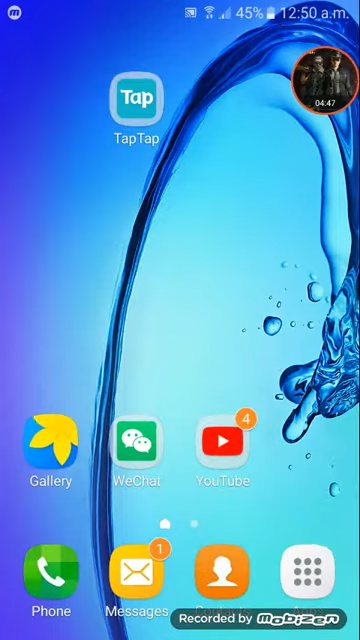 m
45% 12:50 a.m.
04:47
Tap
TapTap
4
Gallery
WeChat
YouTube
1
Phone
Messages
Recorded by Mobizen